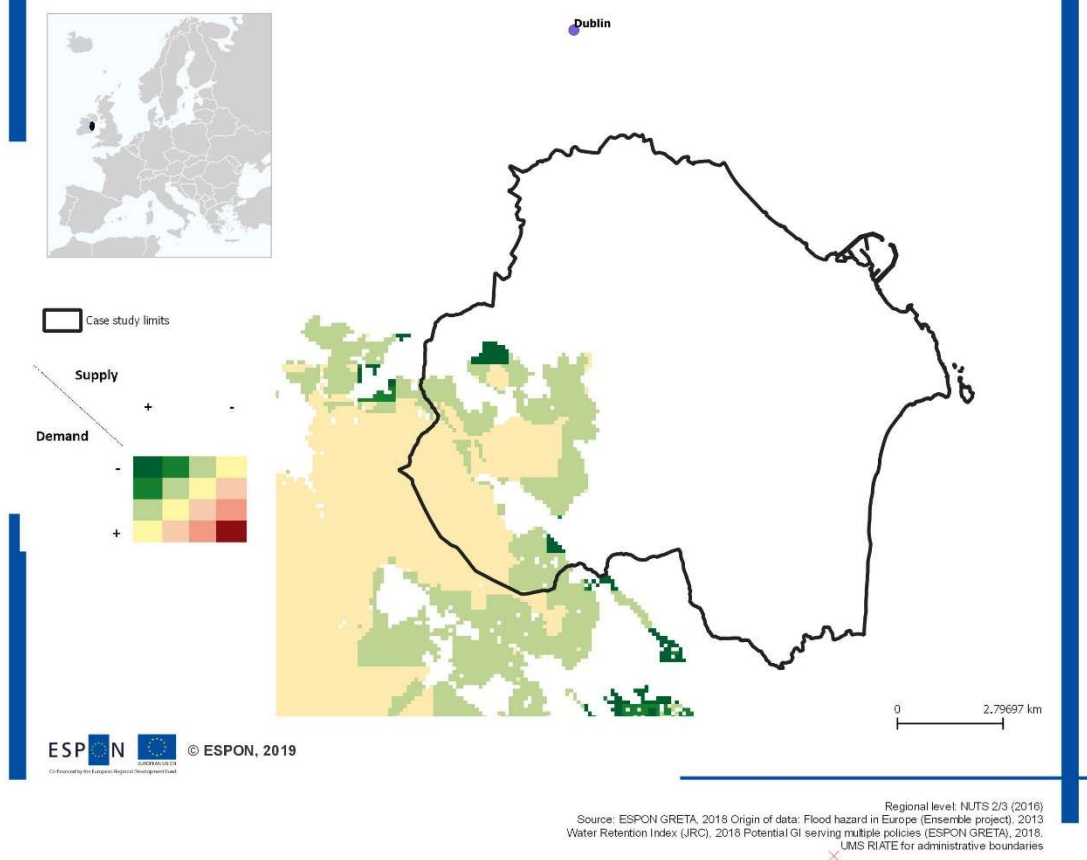 Dublin
Case study limits
Supply
+ -
Demand
-
+
0 2.79697 km
ESPON
EUROPEAN UNION
© ESPON, 2019
Co-financed by the European Regional Development Fund
Regional level: NUTS 2/3 (2016)
Source: ESPON GRETA, 2018 Origin of data: Flood hazard in Europe (Ensemble project), 2013
Water Retention Index (JRC), 2018 Potential GI serving multiple policies (ESPON GRETA), 2018.
UMS RIATE for administrative boundaries